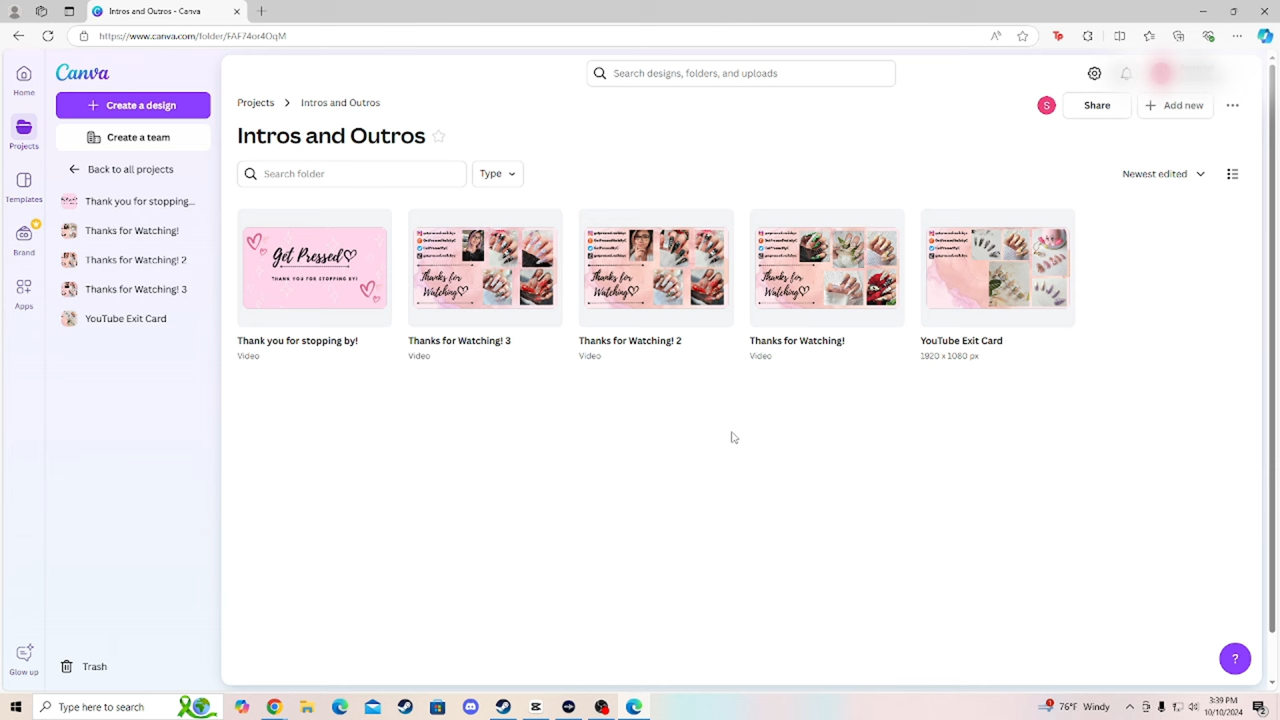 Intros and Outros - Canva
https://www.canva.com/folder/FAF74or4OqM
Home
Projects
Templates
Brand
Apps
Glow up
Canva
Create a design
Create a team
Back to all projects
Thank you for stopping...
Thanks for Watching!
Thanks for Watching! 2
Thanks for Watching! 3
YouTube Exit Card
Trash
Search designs, folders, and uploads
Projects > Intros and Outros
S
Share
Add new
Intros and Outros
Search folder
Type
Newest edited
Get Pressed
THANK YOU FOR STOPPING BY!
Thanks for
Watching!
Thanks for
Watching!
Thanks for
Watching!
Thank you for stopping by!
Video
Thanks for Watching! 3
Video
Thanks for Watching! 2
Video
Thanks for Watching!
Video
YouTube Exit Card
1920 x 1080 px
?
Type here to search
76°F Windy
3:39 PM
10/10/2024